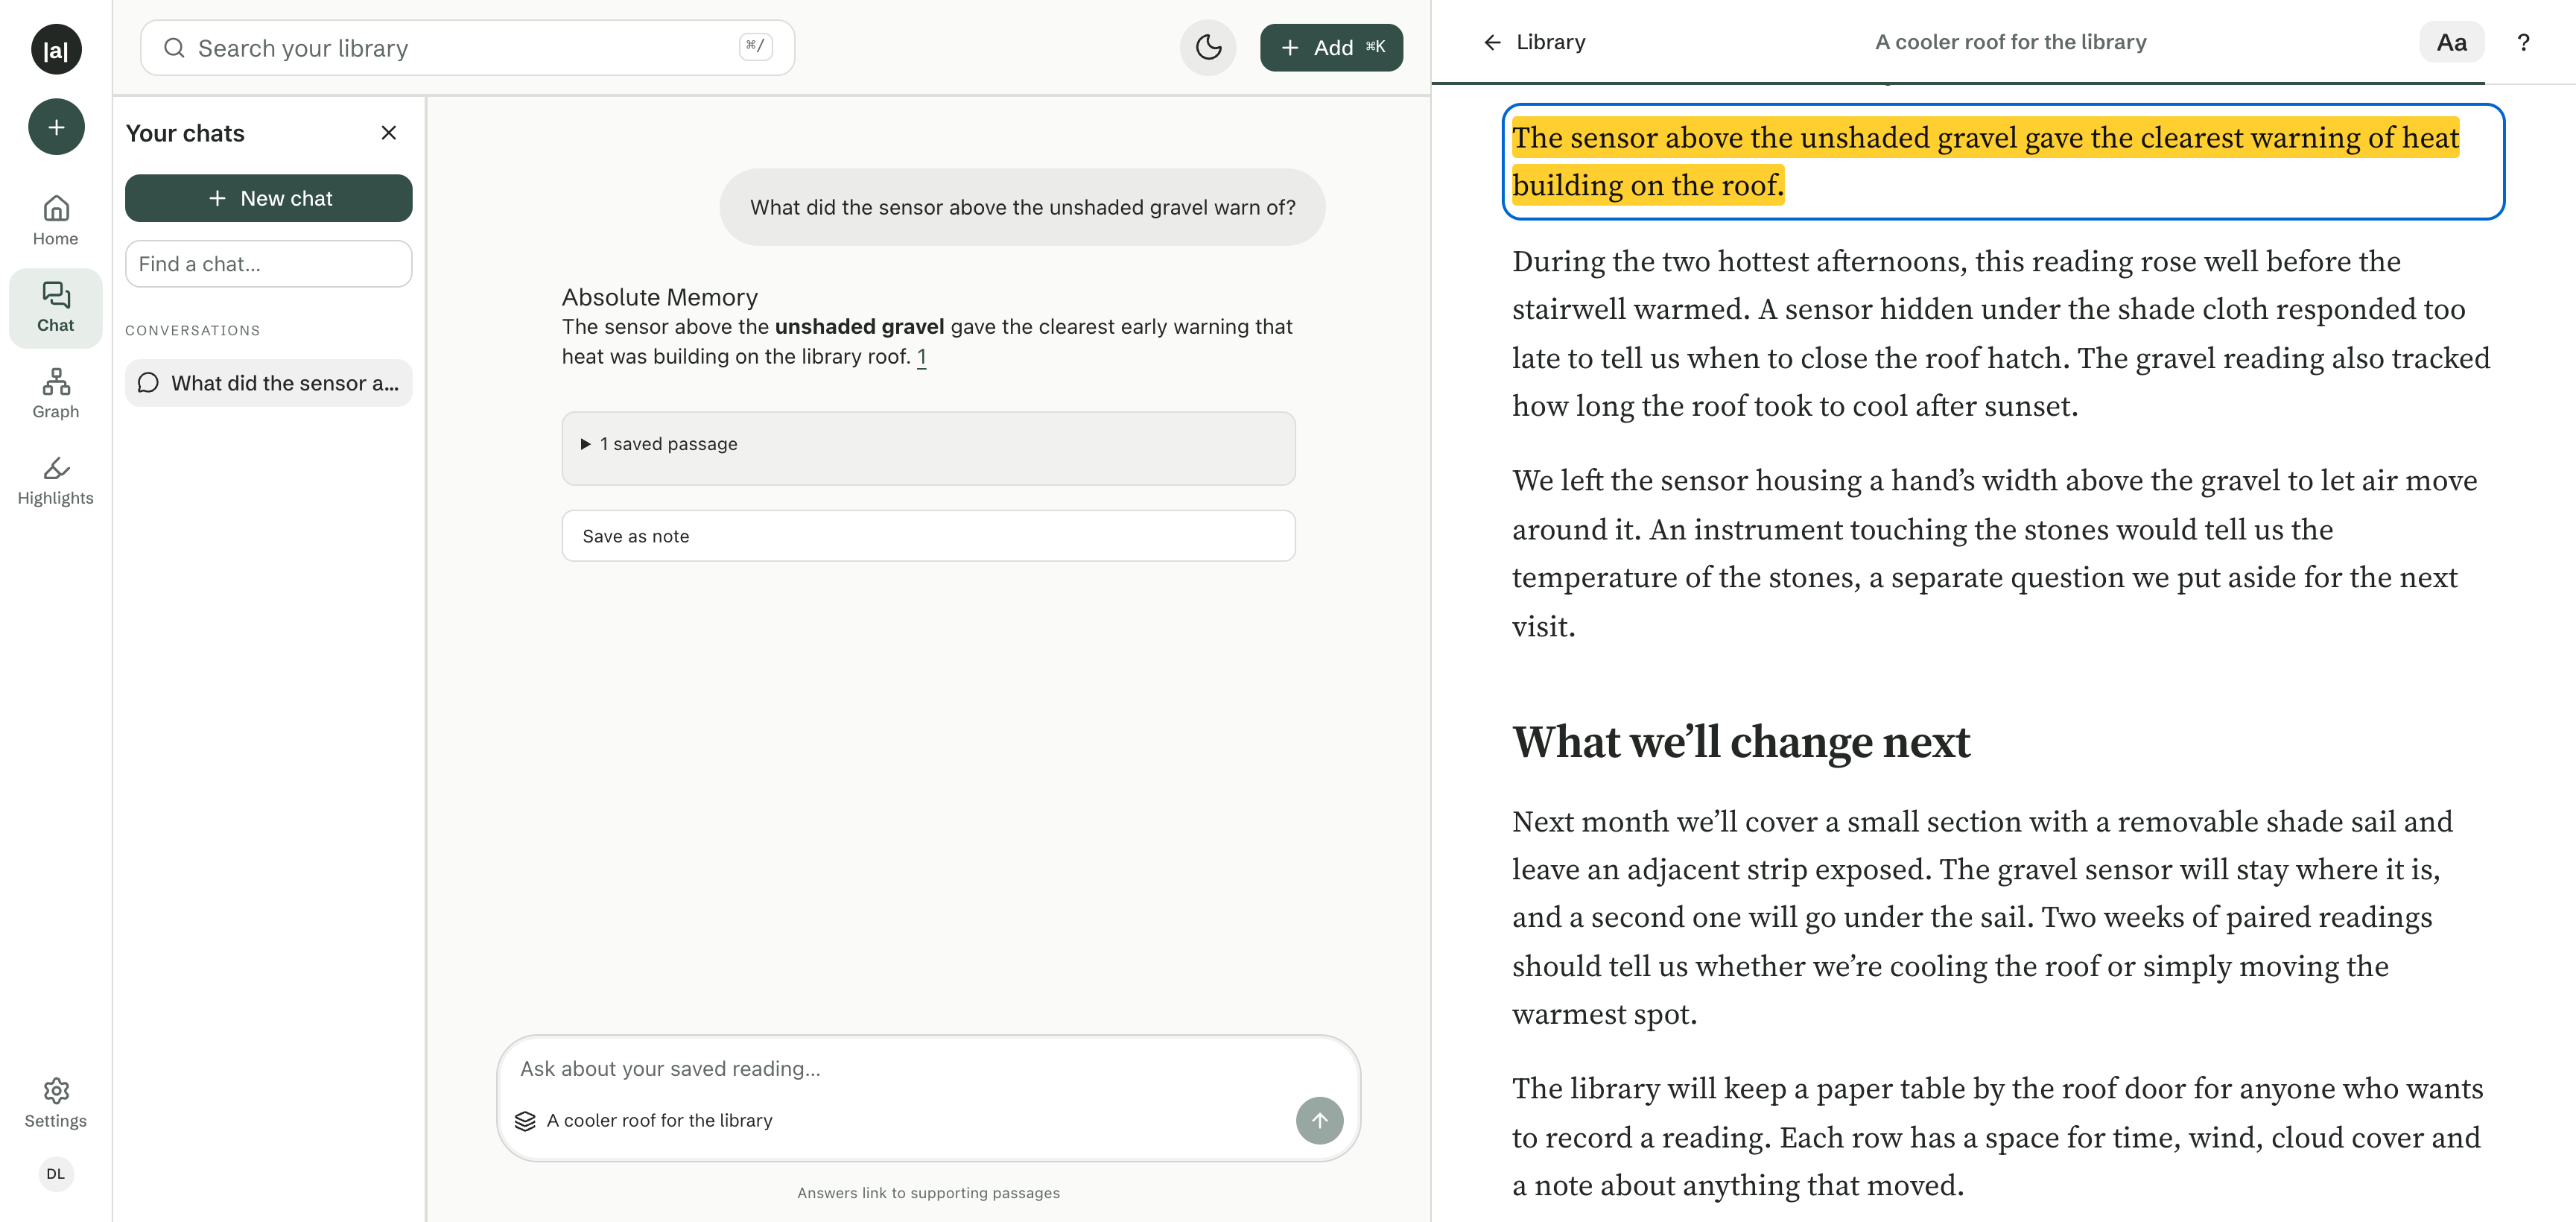 |a|
Home
Chat
Graph
Highlights
Settings
DL
Search your library
⌘/
Add ⌘K
Your chats
New chat
Find a chat...
CONVERSATIONS
What did the sensor a...
What did the sensor above the unshaded gravel warn of?
Absolute Memory
The sensor above the unshaded gravel gave the clearest early warning that
heat was building on the library roof. 1
1 saved passage
Save as note
Ask about your saved reading...
A cooler roof for the library
Answers link to supporting passages
Library
A cooler roof for the library
Aa
?
The sensor above the unshaded gravel gave the clearest warning of heat
building on the roof.
During the two hottest afternoons, this reading rose well before the
stairwell warmed. A sensor hidden under the shade cloth responded too
late to tell us when to close the roof hatch. The gravel reading also tracked
how long the roof took to cool after sunset.
We left the sensor housing a hand’s width above the gravel to let air move
around it. An instrument touching the stones would tell us the
temperature of the stones, a separate question we put aside for the next
visit.
What we’ll change next
Next month we’ll cover a small section with a removable shade sail and
leave an adjacent strip exposed. The gravel sensor will stay where it is,
and a second one will go under the sail. Two weeks of paired readings
should tell us whether we’re cooling the roof or simply moving the
warmest spot.
The library will keep a paper table by the roof door for anyone who wants
to record a reading. Each row has a space for time, wind, cloud cover and
a note about anything that moved.